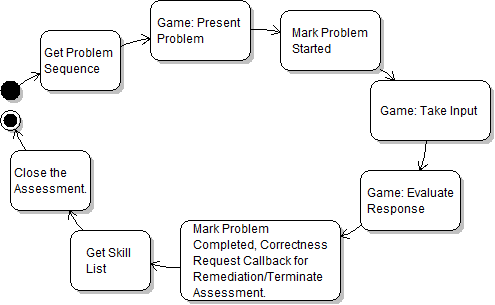 Get Problem
Sequence
Game: Present
Problem
Mark Problem
Started
Game: Take Input
Game: Evaluate
Response
Mark Problem
Completed, Correctness
Request Callback for
Remediation/Terminate
Assessment.
Get Skill
List
Close the
Assessment.